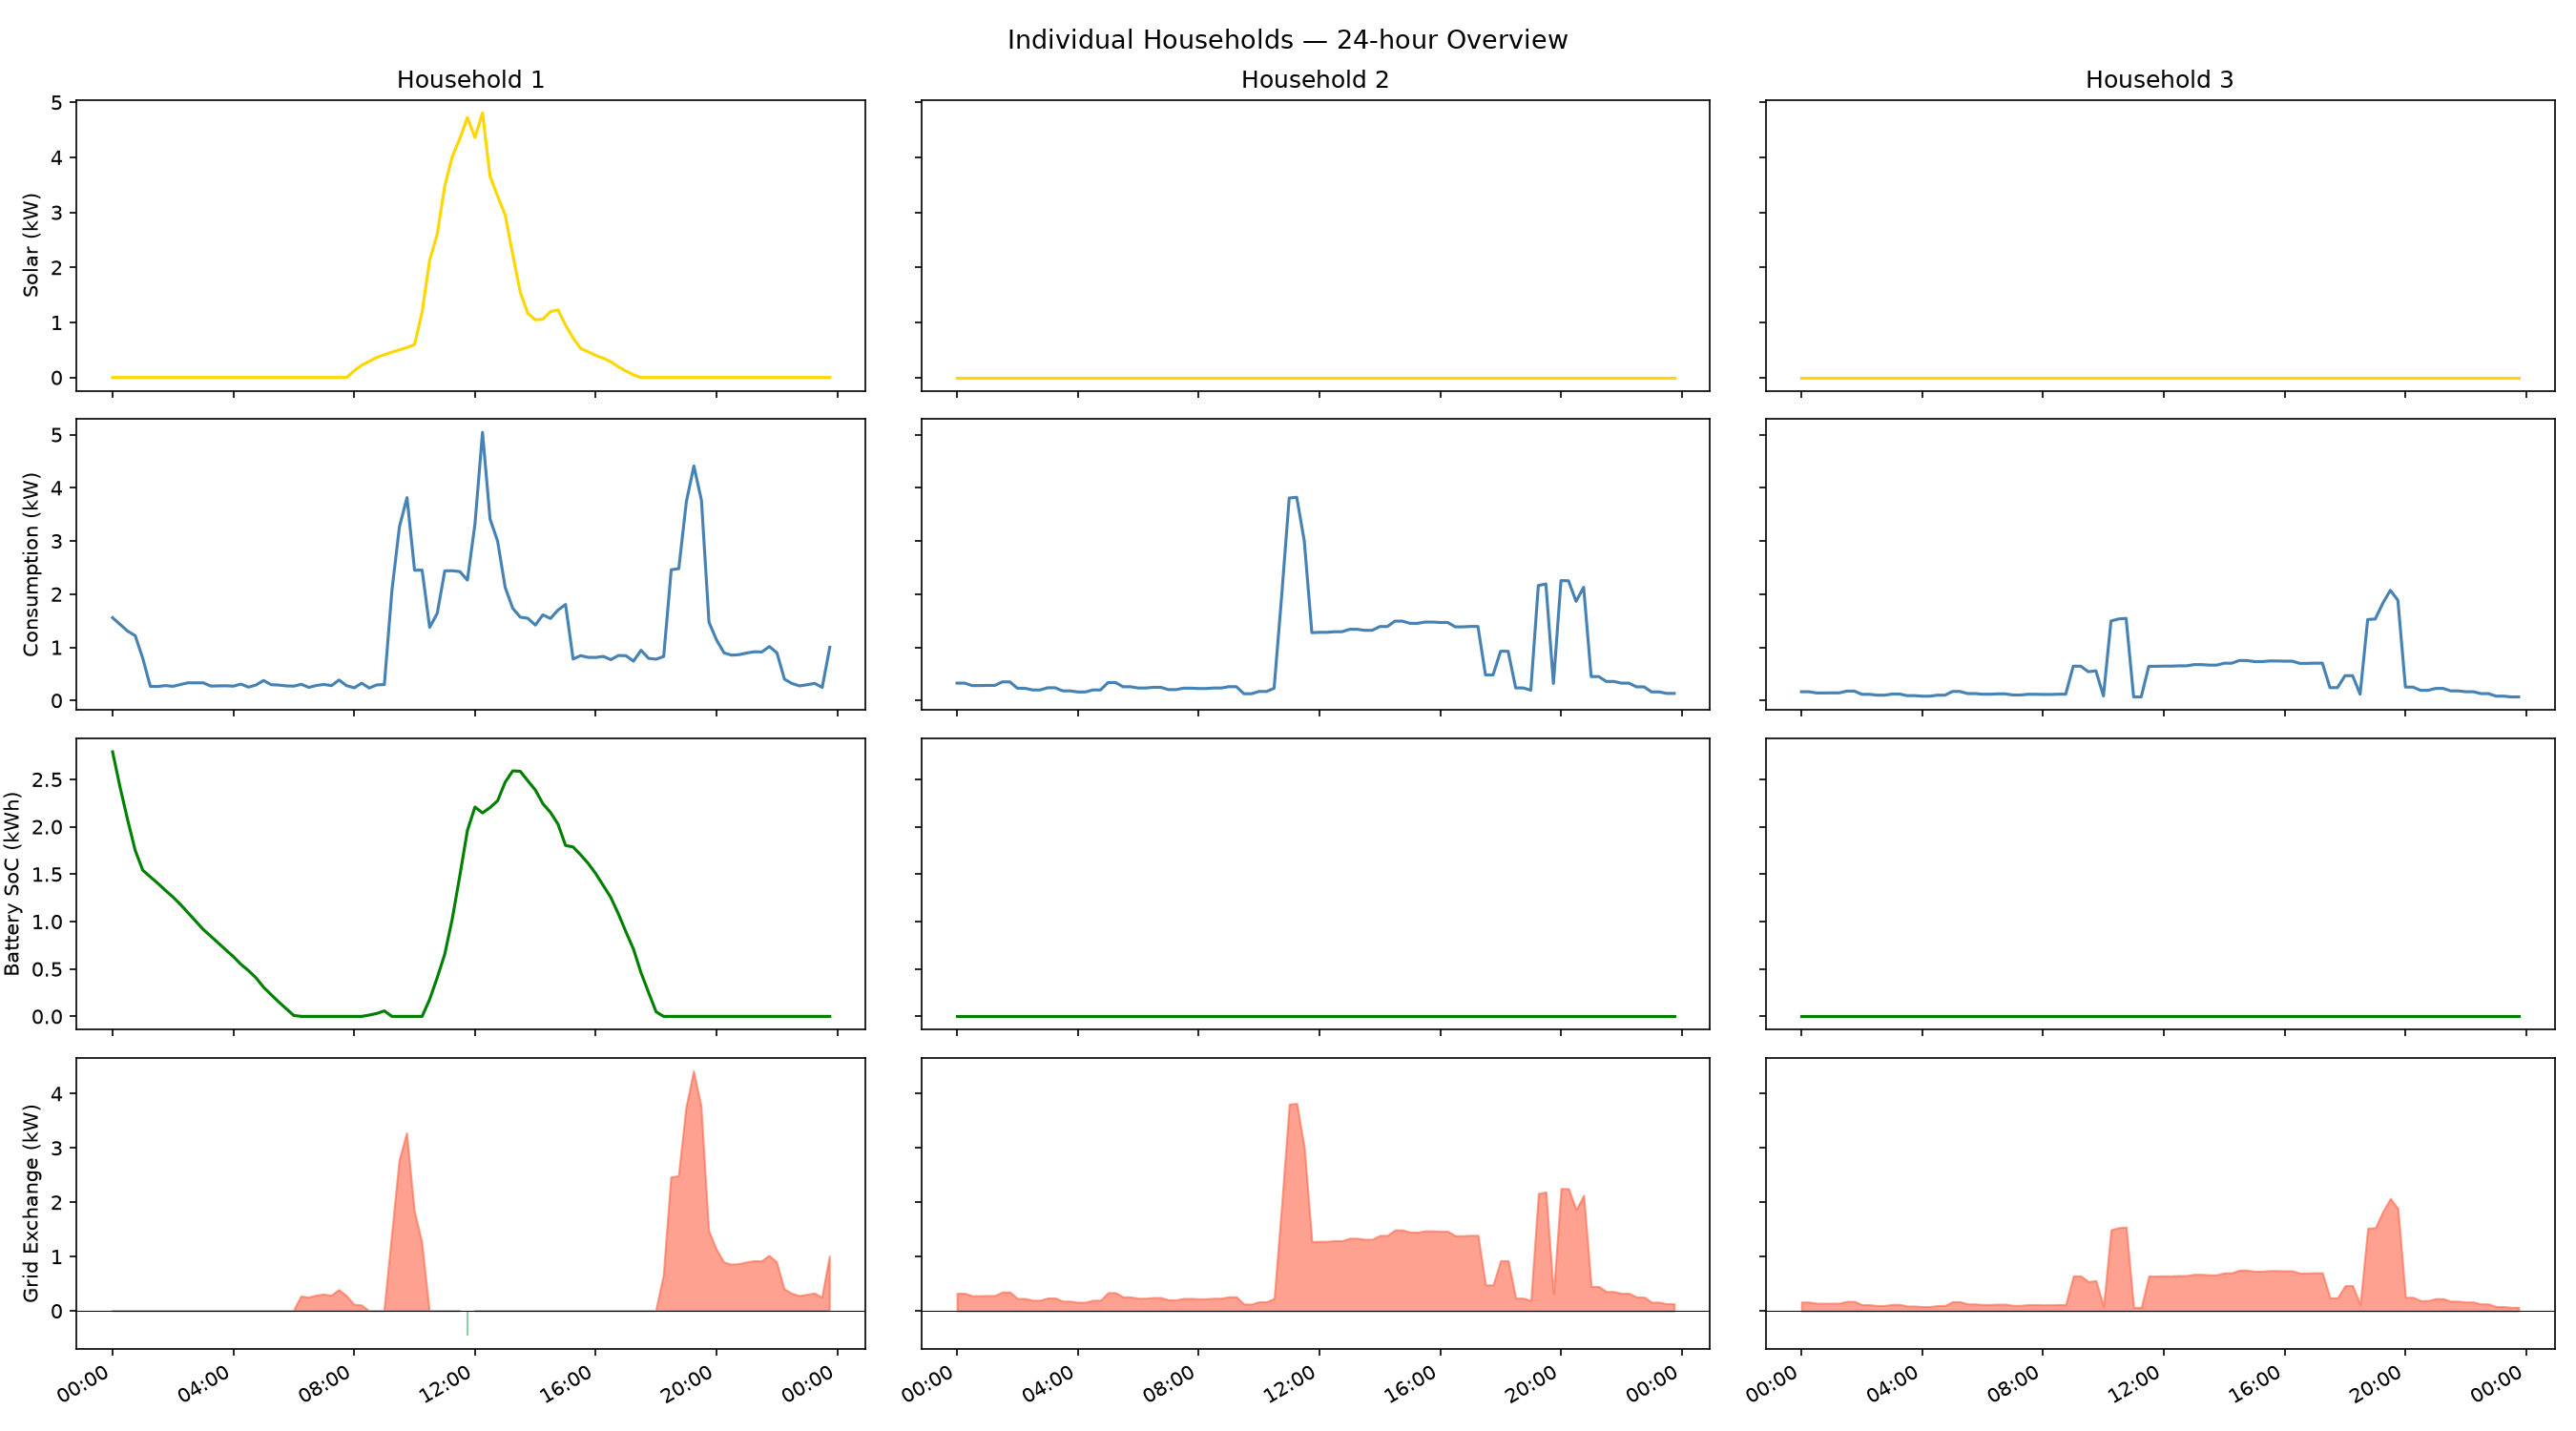 Individual Households — 24-hour Overview
Household 1
Household 2
Household 3
Solar (kW)
5
4
3
2
1
0
Consumption (kW)
5
4
3
2
1
0
Battery SoC (kWh)
2.5
2.0
1.5
1.0
0.5
0.0
Grid Exchange (kW)
4
3
2
1
0
00:00 04:00 08:00 12:00 16:00 20:00 00:00
00:00 04:00 08:00 12:00 16:00 20:00 00:00
00:00 04:00 08:00 12:00 16:00 20:00 00:00